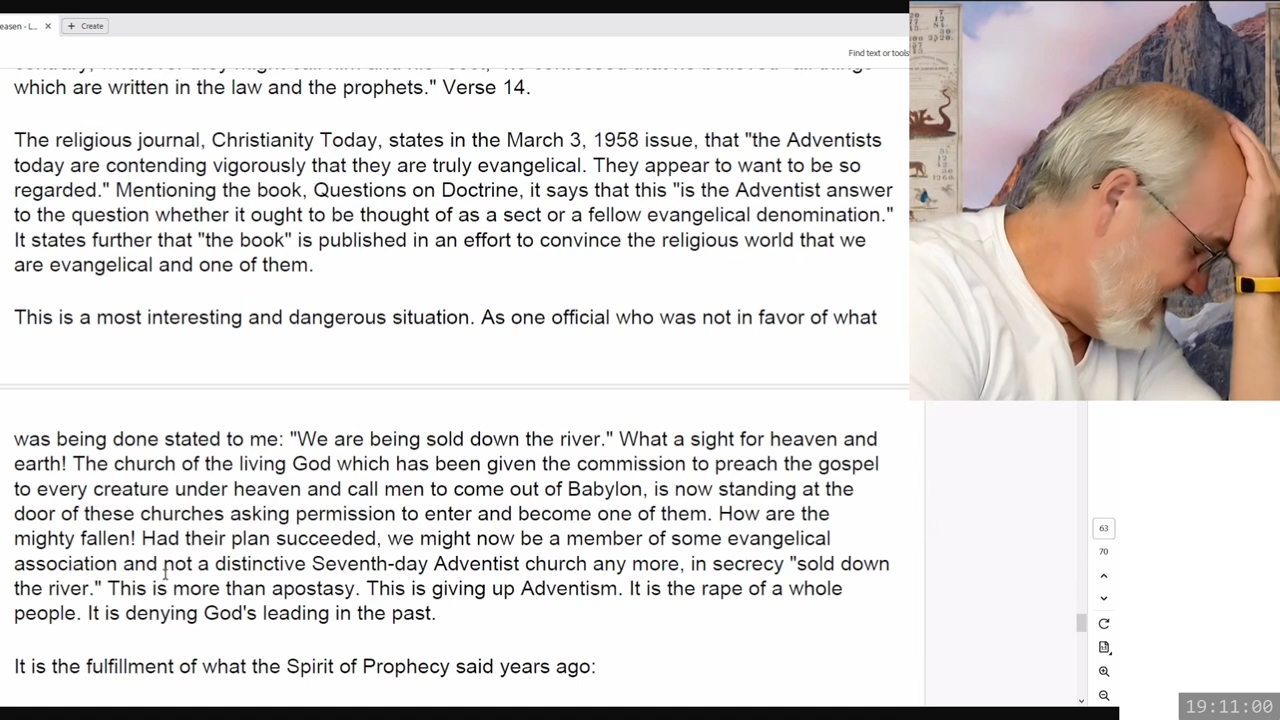 easen - L...
Create
Find text or tools
which are written in the law and the prophets." Verse 14.
The religious journal, Christianity Today, states in the March 3, 1958 issue, that "the Adventists
today are contending vigorously that they are truly evangelical. They appear to want to be so
regarded." Mentioning the book, Questions on Doctrine, it says that this "is the Adventist answer
to the question whether it ought to be thought of as a sect or a fellow evangelical denomination."
It states further that "the book" is published in an effort to convince the religious world that we
are evangelical and one of them.
This is a most interesting and dangerous situation. As one official who was not in favor of what
was being done stated to me: "We are being sold down the river." What a sight for heaven and
earth! The church of the living God which has been given the commission to preach the gospel
to every creature under heaven and call men to come out of Babylon, is now standing at the
door of these churches asking permission to enter and become one of them. How are the
mighty fallen! Had their plan succeeded, we might now be a member of some evangelical
association and not a distinctive Seventh-day Adventist church any more, in secrecy "sold down
the river." This is more than apostasy. This is giving up Adventism. It is the rape of a whole
people. It is denying God's leading in the past.
It is the fulfillment of what the Spirit of Prophecy said years ago:
63
70
19:11:00